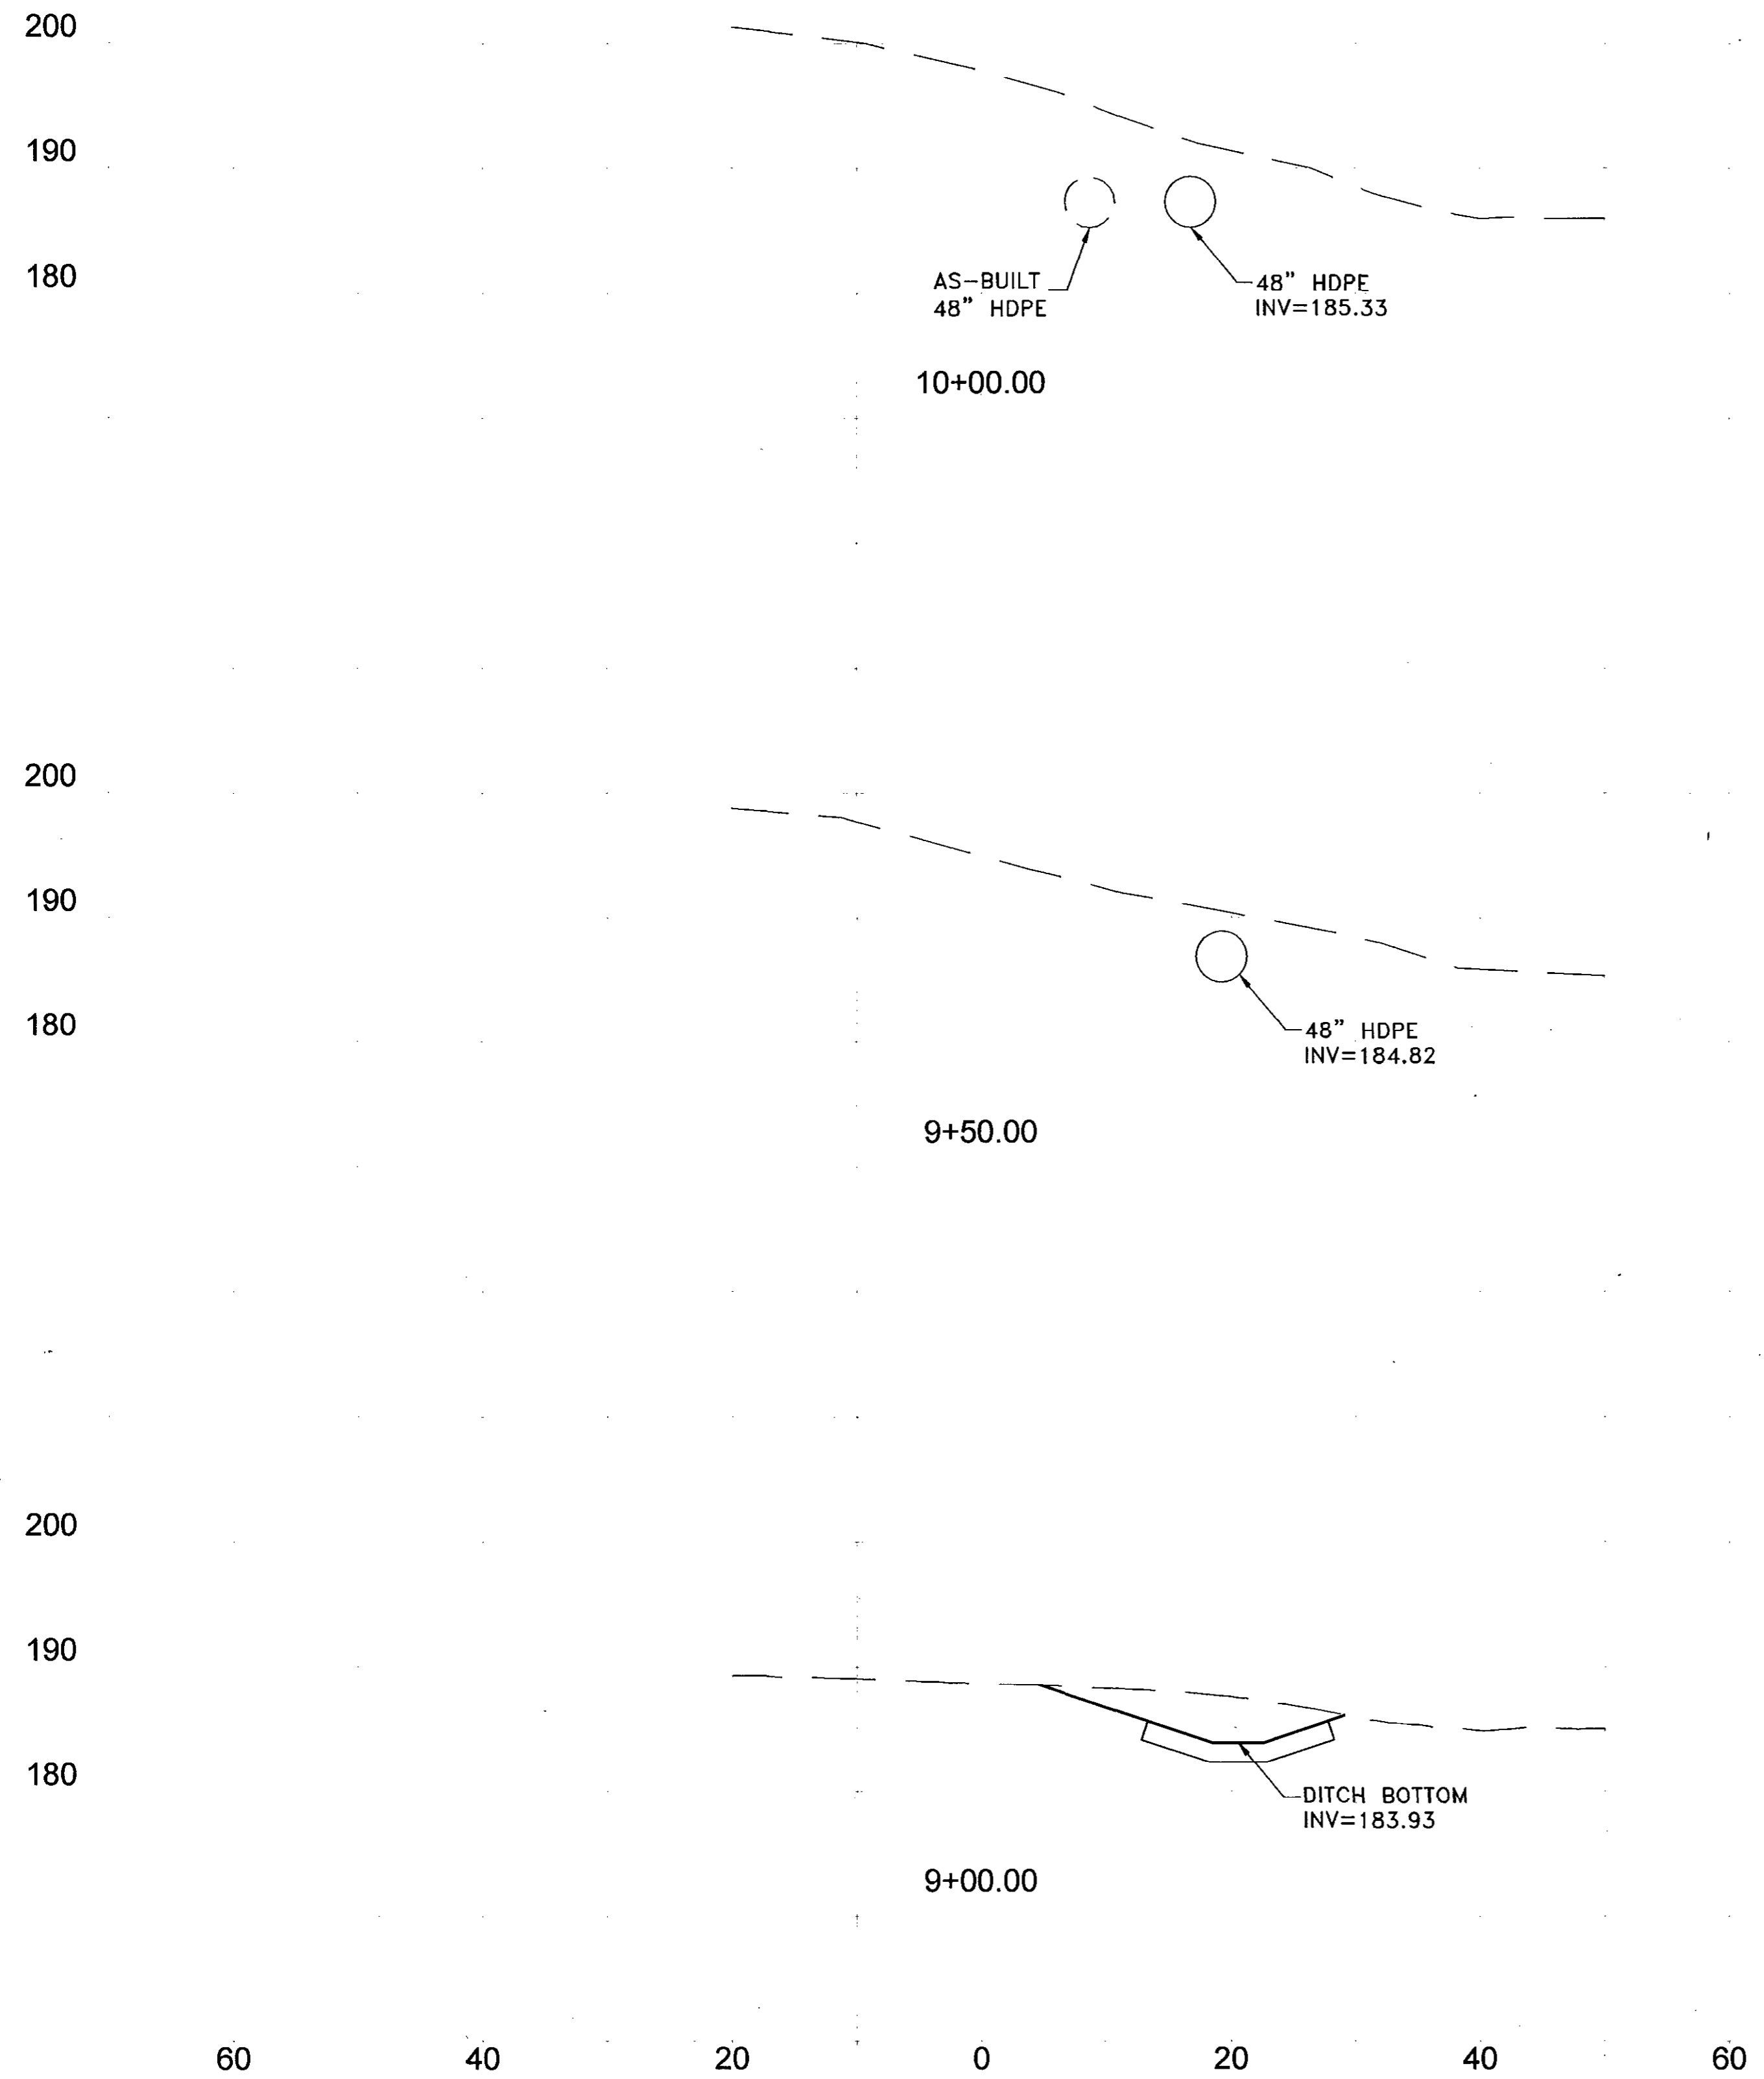 200
190
180
AS-BUILT
48" HDPE
48" HDPE
INV=185.33
10+00.00
200
190
180
48" HDPE
INV=184.82
9+50.00
200
190
180
DITCH BOTTOM
INV=183.93
9+00.00
60 40 20 0 20 40 60